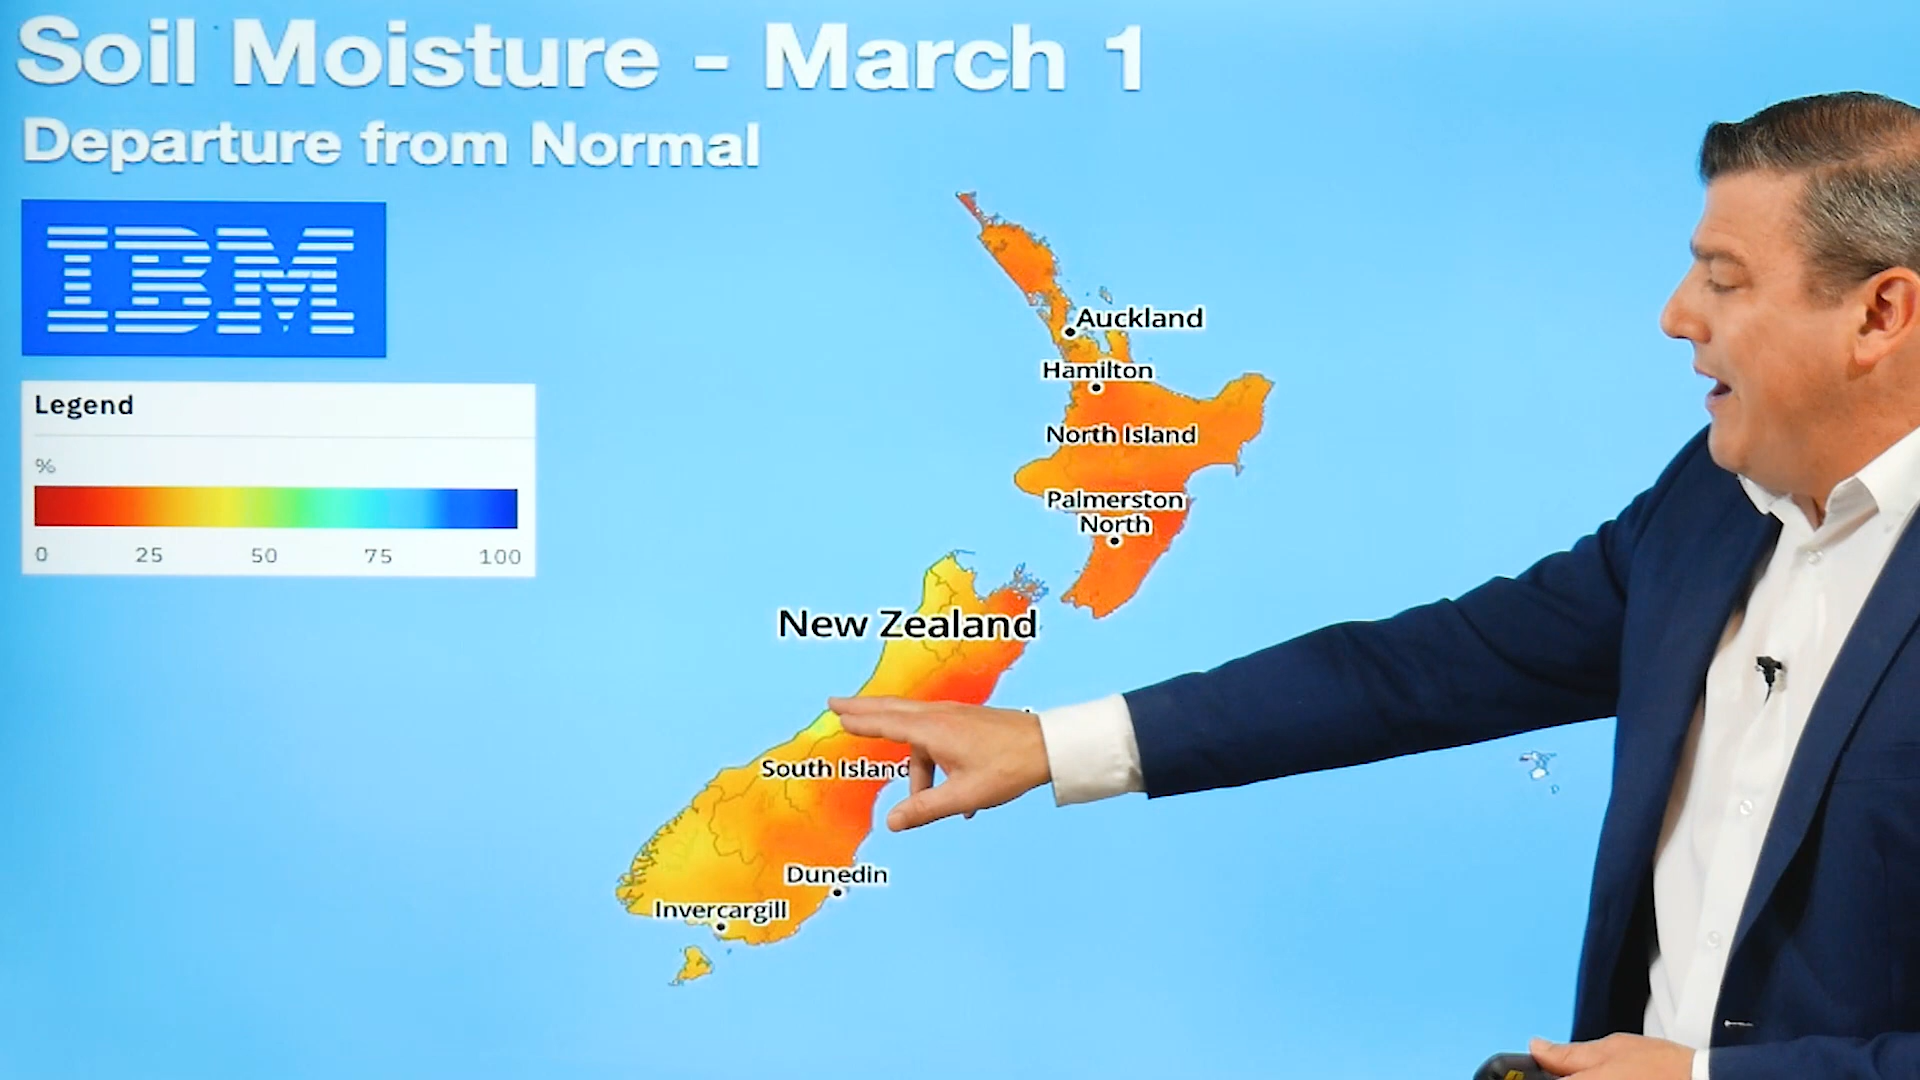 Soil Moisture - March 1
Departure from Normal
IBM
Legend
%
0 25 50 75 100
Auckland
Hamilton
North Island
Palmerston
North
New Zealand
South Island
Dunedin
Invercargill